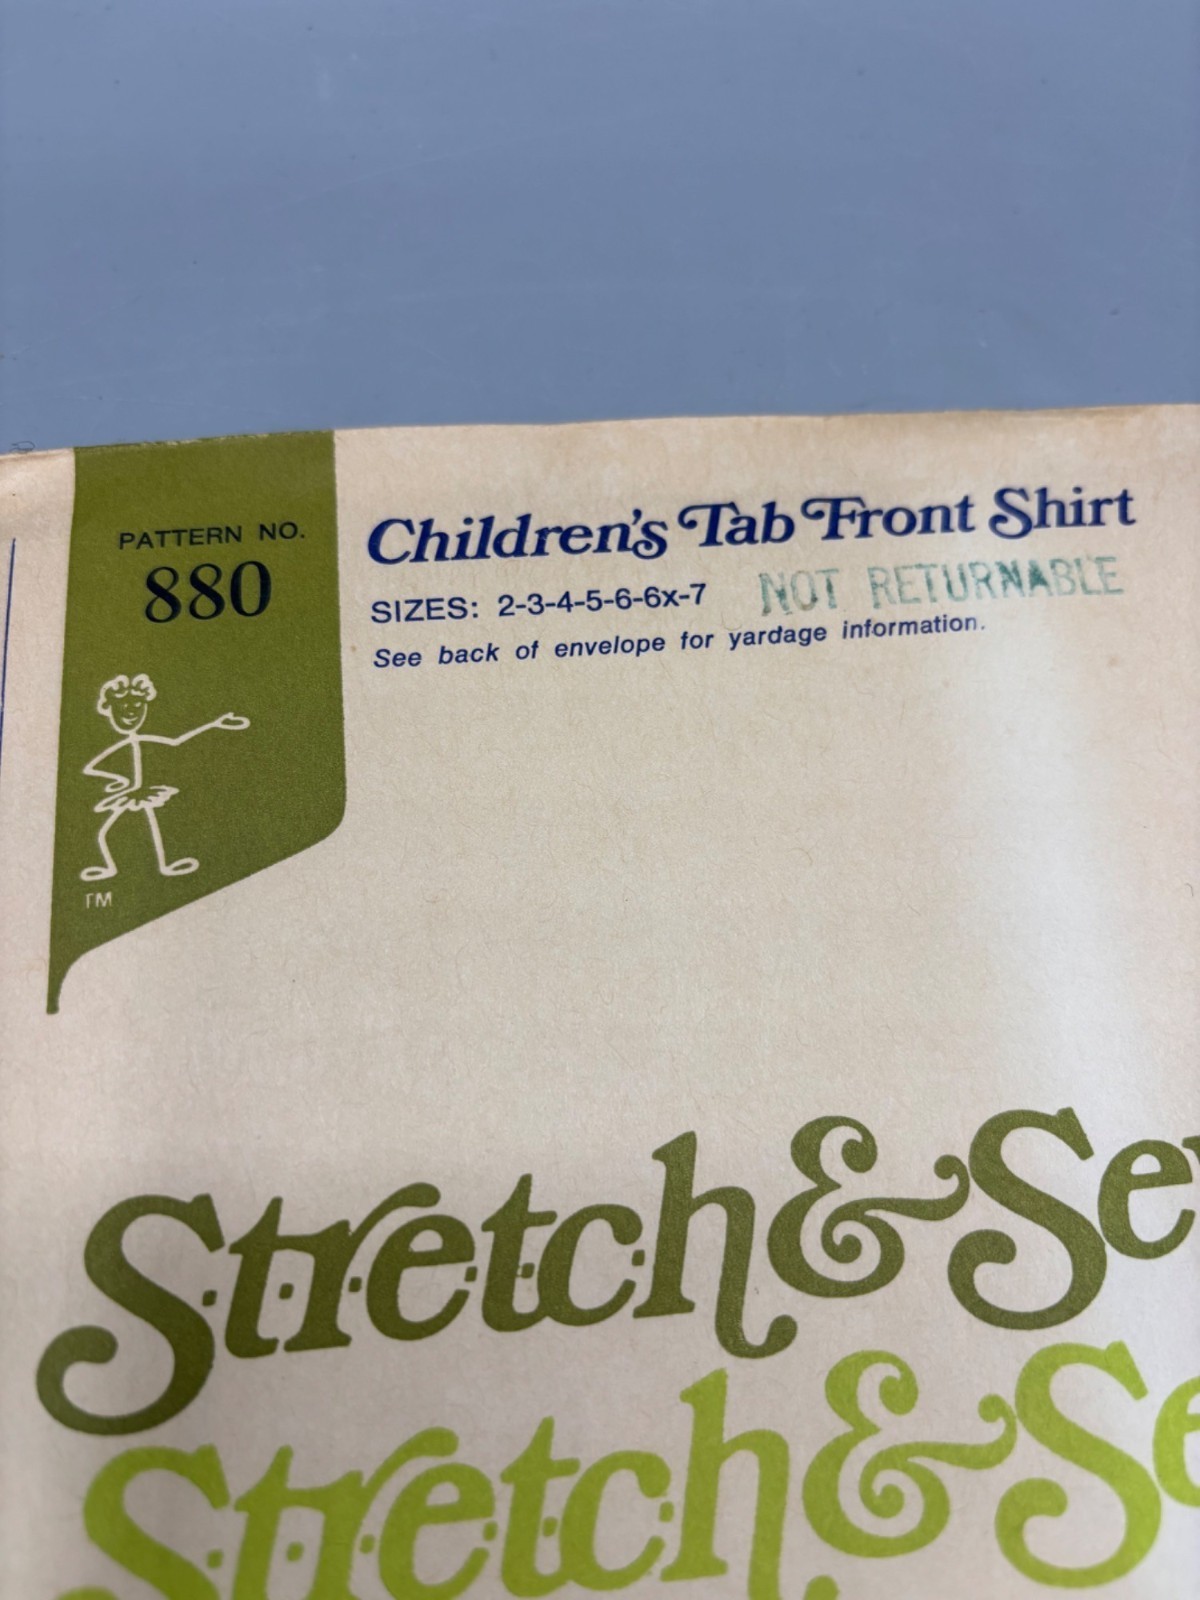 PATTERN NO.
880
TM
Children's Tab Front Shirt
SIZES: 2-3-4-5-6-6x-7
NOT RETURNABLE
See back of envelope for yardage information.
Stretch & Se
Stretch & Se